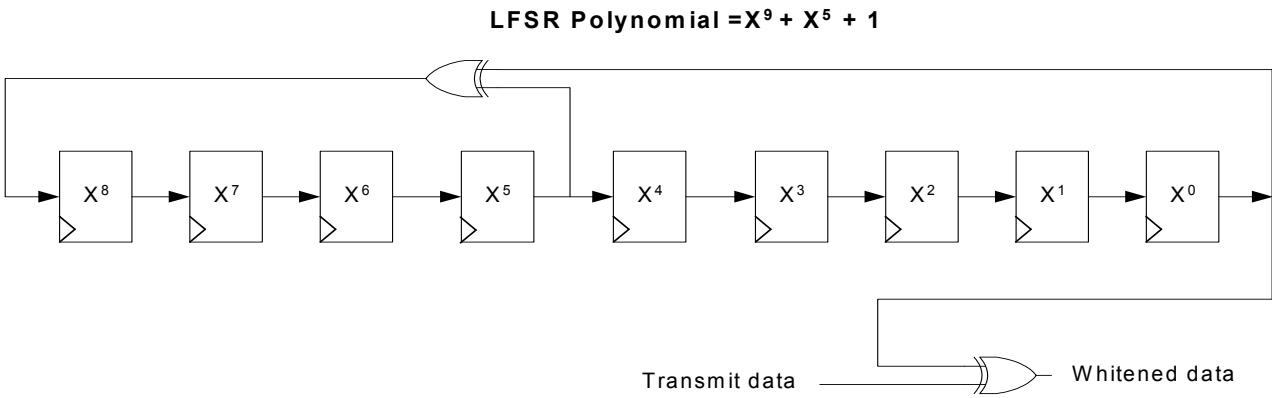 LFSR Polynomial =X⁹ + X⁵ + 1
X⁸ X⁷ X⁶ X⁵ X⁴ X³ X² X¹ X⁰
Transmit data
Whitened data